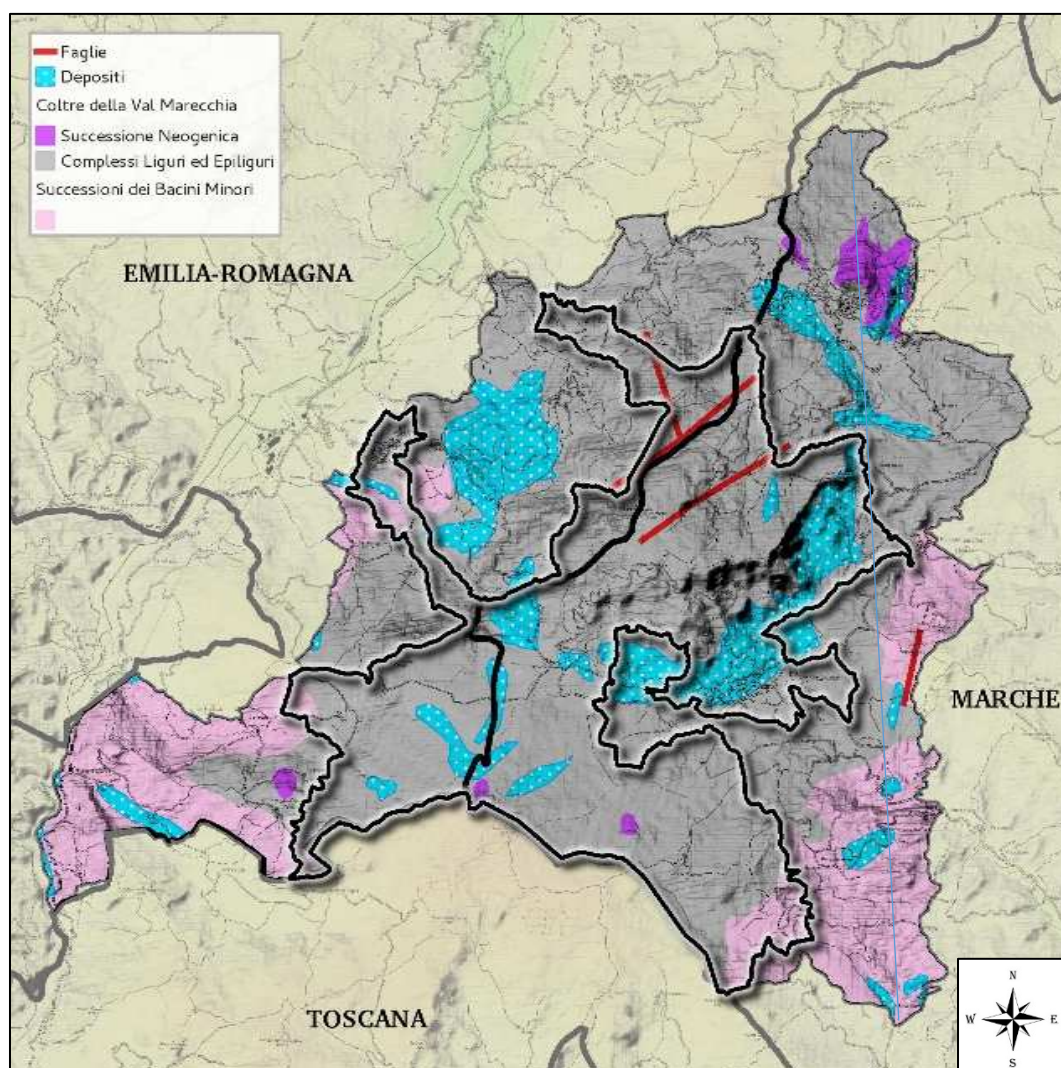 Faglie
Depositi
Coltre della Val Marecchia
Successione Neogenica
Complessi Liguri ed Epiliguri
Successioni dei Bacini Minori
EMILIA-ROMAGNA
MARCHE
TOSCANA
N
W E
S